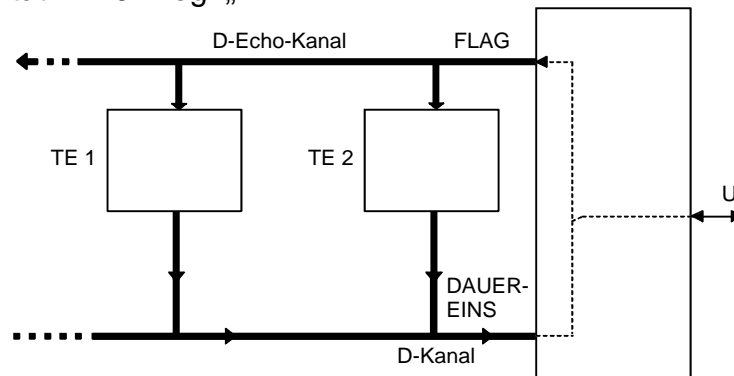 D-Echo-Kanal FLAG
TE 1 TE 2
U
DAUER-
EINS
D-Kanal